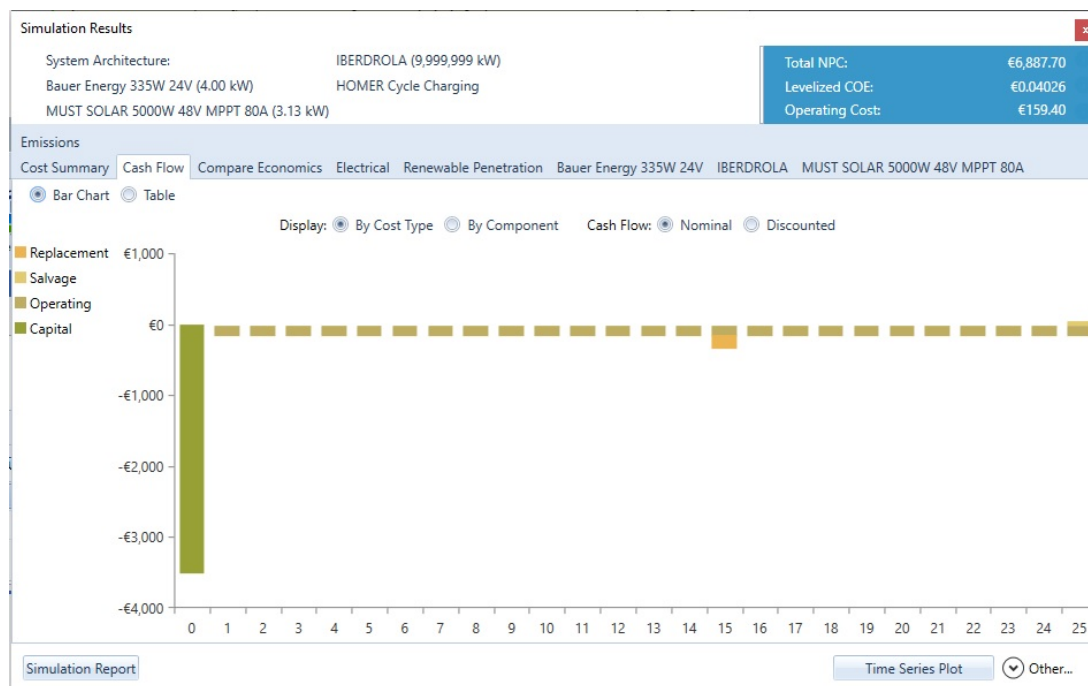 Simulation Results
x
System Architecture:
IBERDROLA (9,999,999 kW)
Bauer Energy 335W 24V (4.00 kW)
HOMER Cycle Charging
MUST SOLAR 5000W 48V MPPT 80A (3.13 kW)
Total NPC: €6,887.70
Levelized COE: €0.04026
Operating Cost: €159.40
Emissions
Cost Summary Cash Flow Compare Economics Electrical Renewable Penetration Bauer Energy 335W 24V IBERDROLA MUST SOLAR 5000W 48V MPPT 80A
Bar Chart Table
Display: By Cost Type By Component Cash Flow: Nominal Discounted
Replacement
Salvage
Operating
Capital
€1,000
€0
-€1,000
-€2,000
-€3,000
-€4,000
0 1 2 3 4 5 6 7 8 9 10 11 12 13 14 15 16 17 18 19 20 21 22 23 24 25
Simulation Report
Time Series Plot
Other...